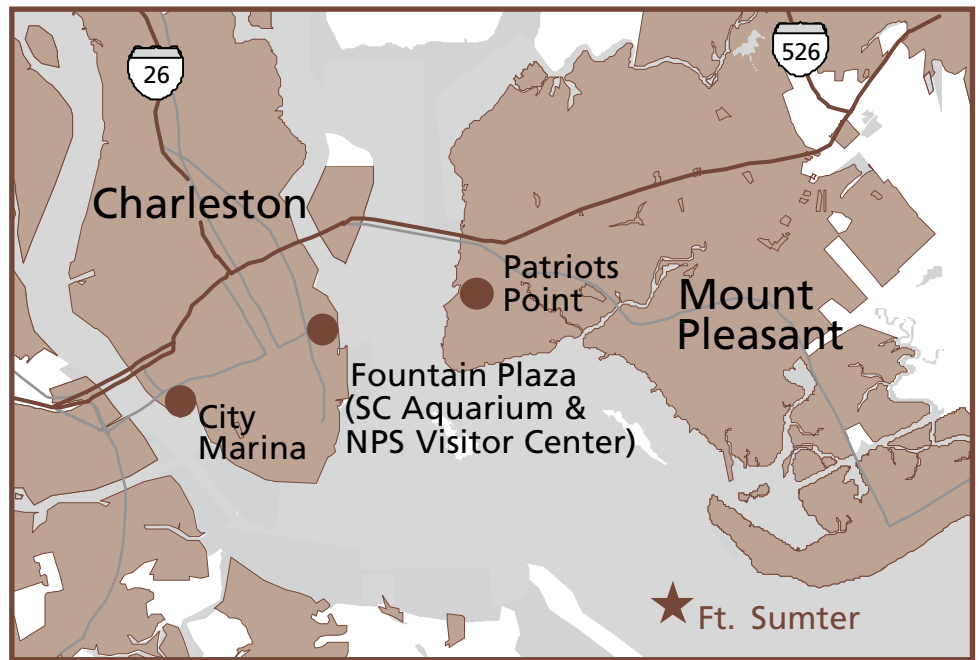 26
526
Charleston
Patriots
Point
Mount
Pleasant
Fountain Plaza
(SC Aquarium &
NPS Visitor Center)
City
Marina
Ft. Sumter